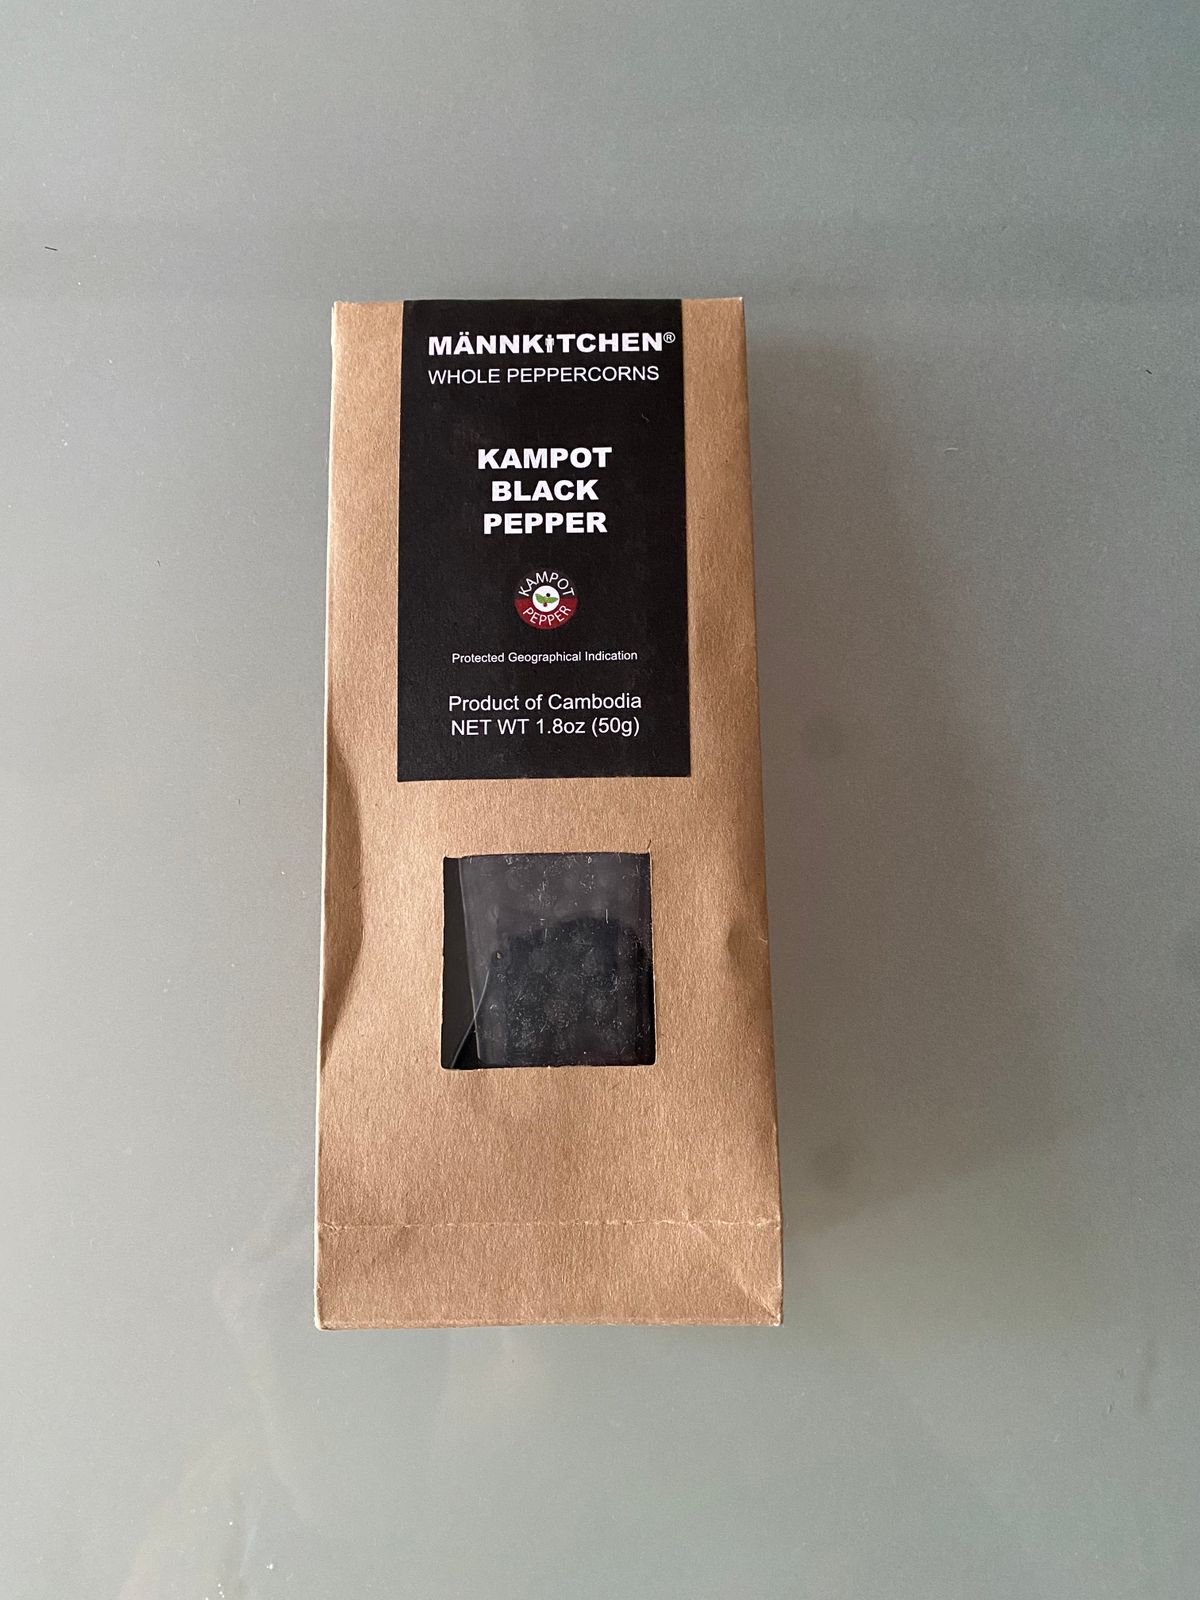 MÄNNKITCHEN®
WHOLE PEPPERCORNS
KAMPOT
BLACK
PEPPER
KAMPOT
PEPPER
Protected Geographical Indication
Product of Cambodia
NET WT 1.8oz (50g)